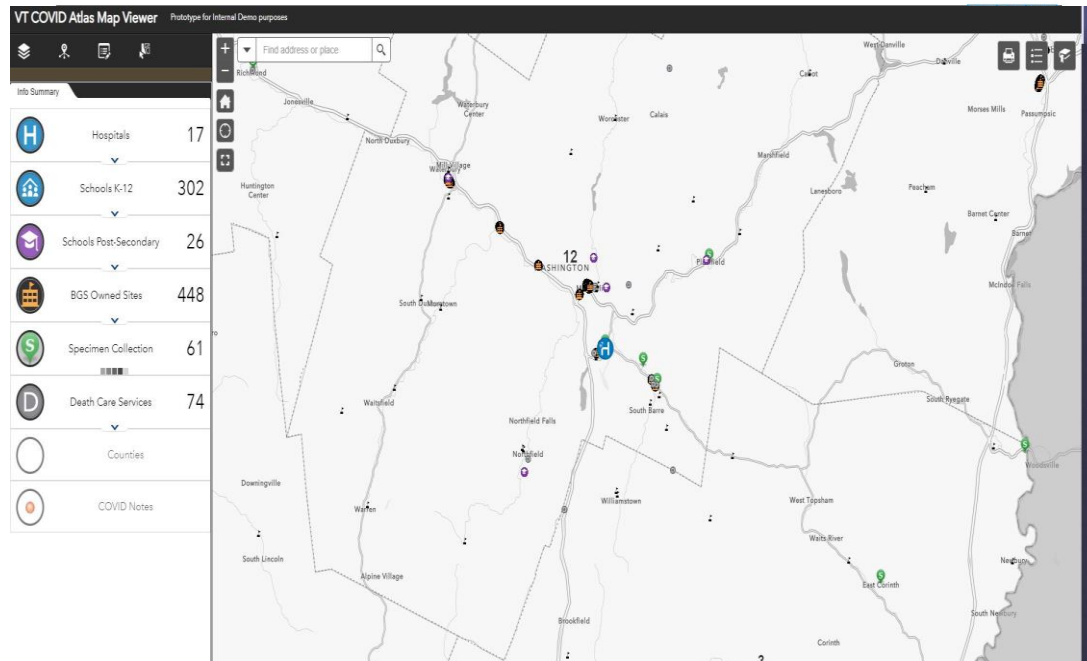 VT COVID Atlas Map Viewer Prototype for Internal Demo purposes
Find address or place
Info Summary
H Hospitals 17
Schools K-12 302
Schools Post-Secondary 26
BGS Owned Sites 448
S Specimen Collection 61
D Death Care Services 74
Counties
COVID Notes
West Danville
Danville
Richmond
Cabot
Jonesville
Waterbury
Center
Worcester
Calais
Morses Mills
Passumpsic
North Duxbury
Marshfield
Mill Village
Waterbury
Huntington
Center
Lanesboro
Peacham
Barnet Center
Barnet
12
WASHINGTON
Plainfield
McIndoe Falls
South Duxbury
Moretown
H
Groton
Waitsfield
South Barre
South Ryegate
Northfield Falls
Northfield
Woodsville
Downingville
Williamstown
West Topsham
Warren
Waits River
South Lincoln
Newbury
Alpine Village
East Corinth
South Newbury
Brookfield
Corinth